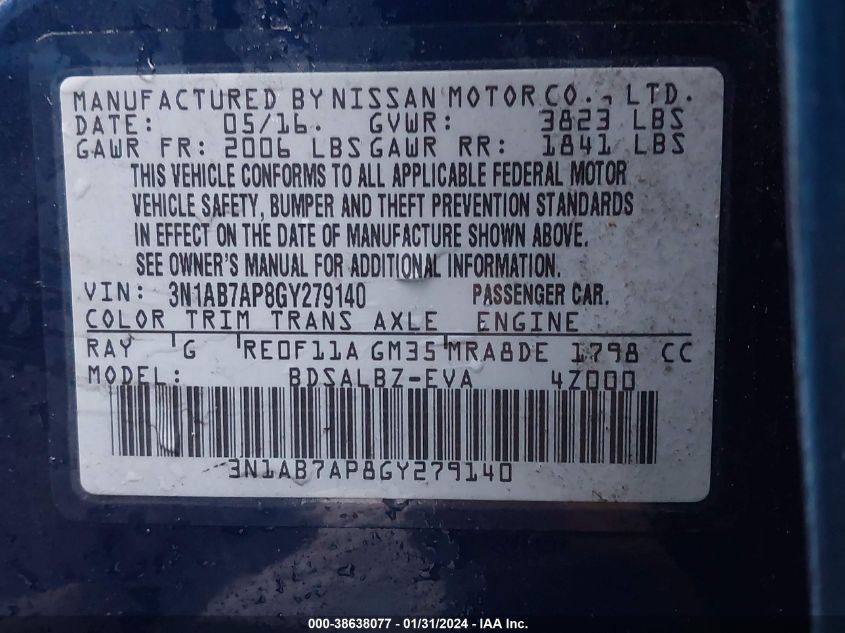 MANUFACTURED BY NISSAN MOTOR CO., LTD.
DATE: 05/16. GVWR: 3823 LBS
GAWR FR: 2006 LBS GAWR RR: 1841 LBS
THIS VEHICLE CONFORMS TO ALL APPLICABLE FEDERAL MOTOR
VEHICLE SAFETY, BUMPER AND THEFT PREVENTION STANDARDS
IN EFFECT ON THE DATE OF MANUFACTURE SHOWN ABOVE.
SEE OWNER'S MANUAL FOR ADDITIONAL INFORMATION.
VIN: 3N1AB7AP8GY279140 PASSENGER CAR.
COLOR TRIM TRANS AXLE ENGINE
RAY G RE0F11A GM35 MRA8DE 1798 CC
MODEL: BDSALBZ-EVA 4Z000
3N1AB7AP8GY279140
000-38638077 - 01/31/2024 - IAA Inc.